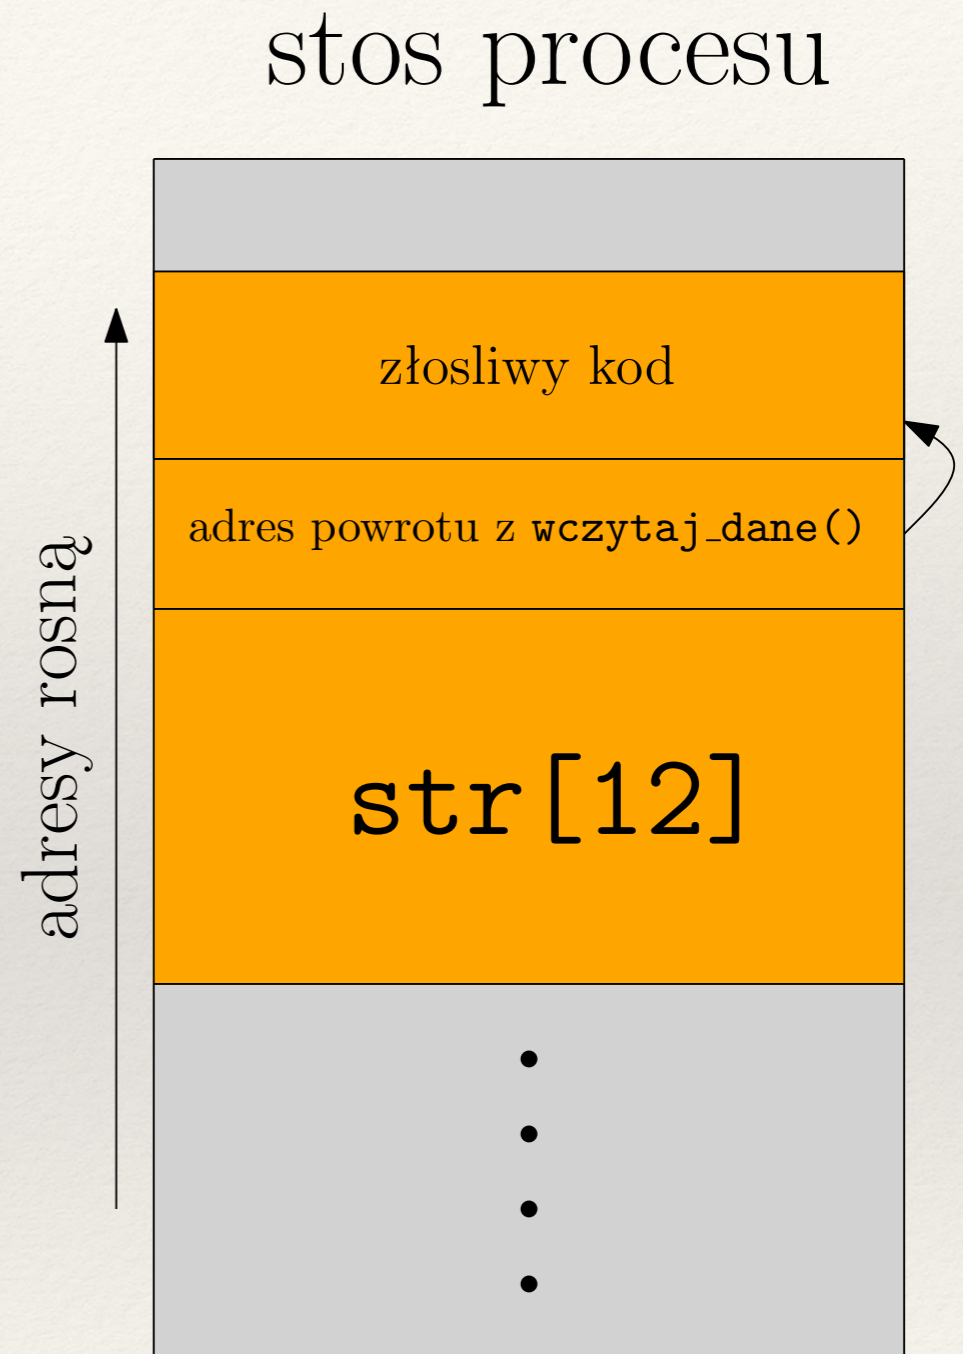 stos procesu
złosliwy kod
adres powrotu z wczytaj_dane()
adresy rosną
str[12]